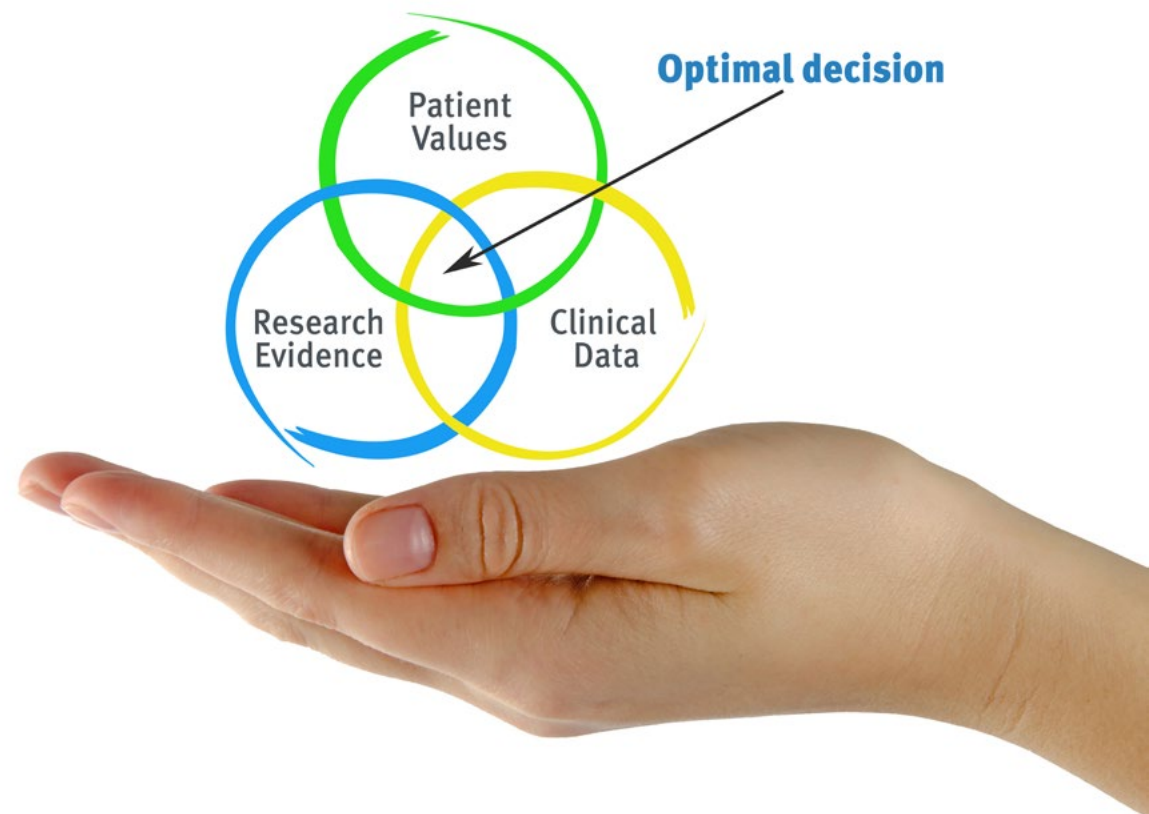 Optimal decision
Patient
Values
Research
Evidence
Clinical
Data